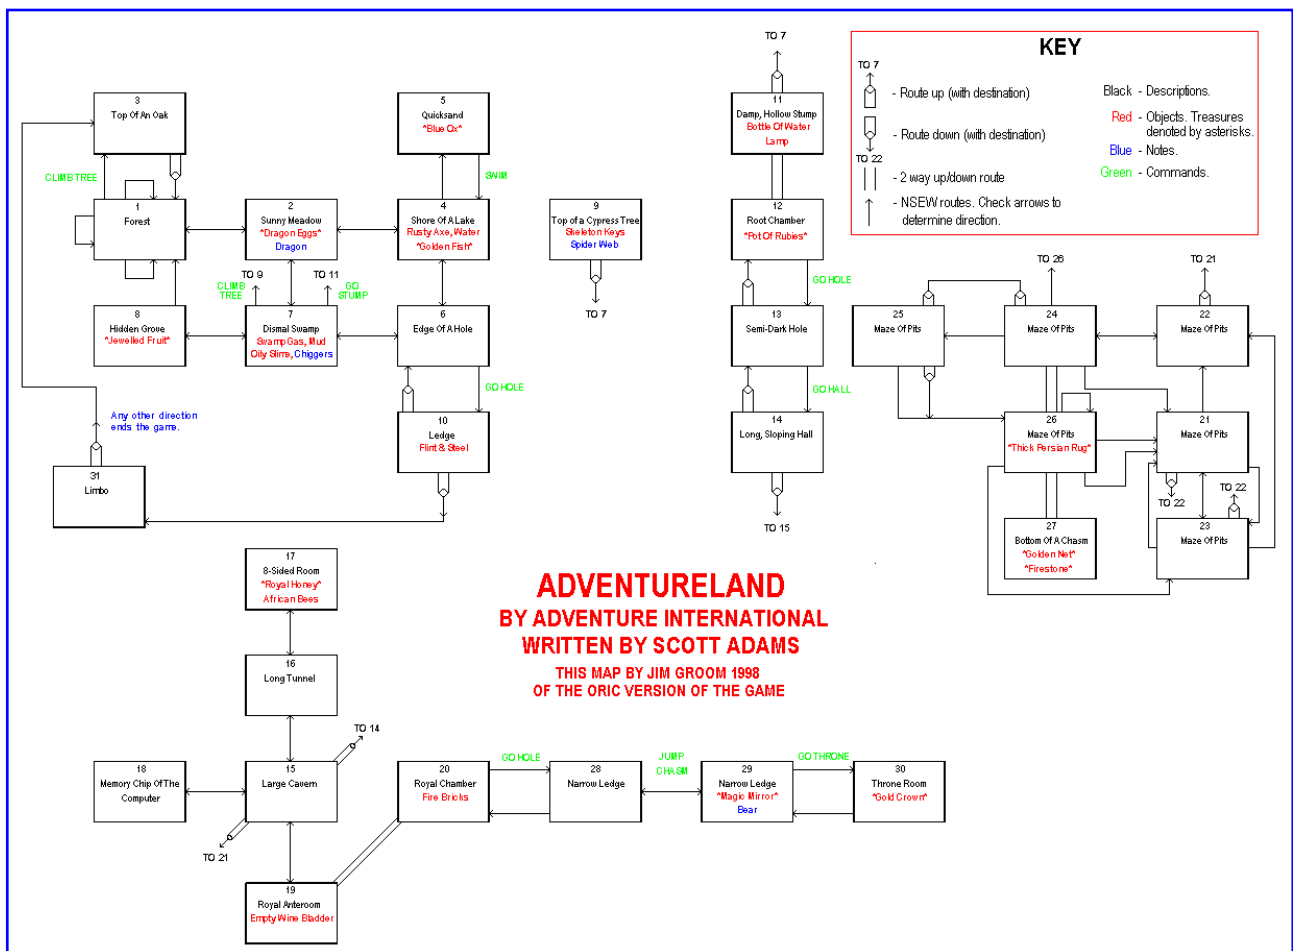 KEY
TO 7
- Route up (with destination)
- Route down (with destination)
TO 22
- 2 way up/down route
- NSEW routes. Check arrows to
determine direction.
Black - Descriptions.
Red - Objects. Treasures
denoted by asterisks.
Blue - Notes.
Green - Commands.
3
Top Of An Oak
5
Quicksand
*Blue Ox*
TO 7
11
Damp, Hollow Stump
Bottle Of Water
Lamp
CLIMB TREE
SWIM
1
Forest
2
Sunny Meadow
*Dragon Eggs*
Dragon
4
Shore Of A Lake
Rusty Axe, Water
*Golden Fish*
9
Top of a Cypress Tree
Skeleton Keys
Spider Web
12
Root Chamber
*Pot Of Rubies*
TO 9
TO 11
CLIMB
TREE
GO
STUMP
TO 7
GO HOLE
TO 26
TO 21
8
Hidden Grove
*Jewelled Fruit*
7
Dismal Swamp
Swamp Gas, Mud
Oily Slime, Chiggers
6
Edge Of A Hole
13
Semi-Dark Hole
25
Maze Of Pits
24
Maze Of Pits
22
Maze Of Pits
GO HOLE
GO HALL
Any other direction
ends the game.
10
Ledge
Flint & Steel
14
Long, Sloping Hall
26
Maze Of Pits
*Thick Persian Rug*
21
Maze Of Pits
31
Limbo
TO 15
TO 22
TO 22
27
Bottom Of A Chasm
*Golden Net*
*Firestone*
23
Maze Of Pits
17
8-Sided Room
*Royal Honey*
African Bees
ADVENTURELAND
BY ADVENTURE INTERNATIONAL
WRITTEN BY SCOTT ADAMS
THIS MAP BY JIM GROOM 1998
OF THE ORIC VERSION OF THE GAME
16
Long Tunnel
TO 14
18
Memory Chip Of The
Computer
15
Large Cavern
TO 21
20
Royal Chamber
Fire Bricks
GO HOLE
28
Narrow Ledge
JUMP
CHASM
29
Narrow Ledge
*Magic Mirror*
Bear
GO THRONE
30
Throne Room
*Gold Crown*
19
Royal Anteroom
Empty Wine Bladder